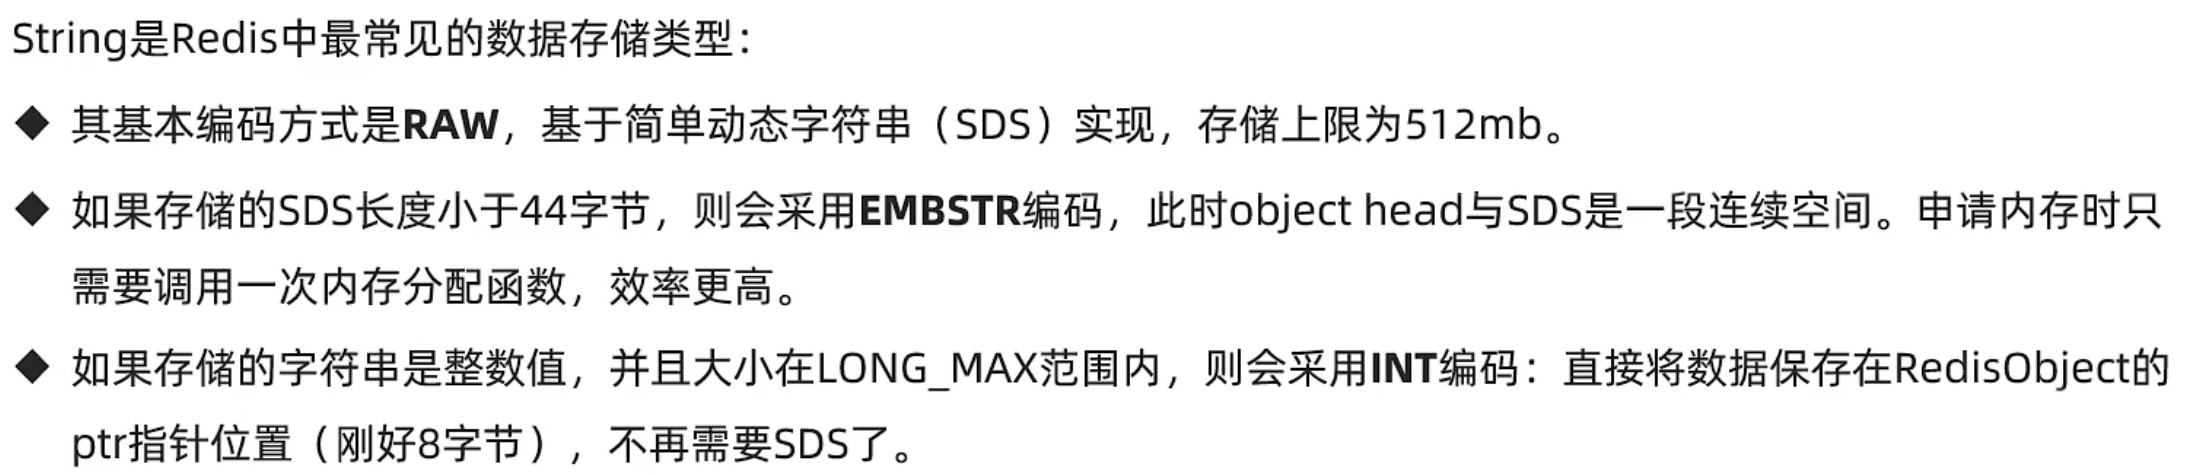 String是Redis中最常见的数据存储类型：
◆ 其基本编码方式是RAW，基于简单动态字符串（SDS）实现，存储上限为512mb。
◆ 如果存储的SDS长度小于44字节，则会采用EMBSTR编码，此时object head与SDS是一段连续空间。申请内存时只
需要调用一次内存分配函数，效率更高。
◆ 如果存储的字符串是整数值，并且大小在LONG_MAX范围内，则会采用INT编码：直接将数据保存在RedisObject的
ptr指针位置（刚好8字节），不再需要SDS了。